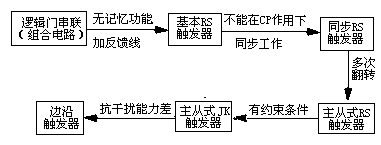 逻辑门串联
（组合电路）
无记忆功能
加反馈线
基本RS
触发器
不能在CP作用下
同步工作
同步RS
触发器
多次
翻转
主从式RS
触发器
有约束条件
主从式JK
触发器
抗干扰能力差
边沿
触发器